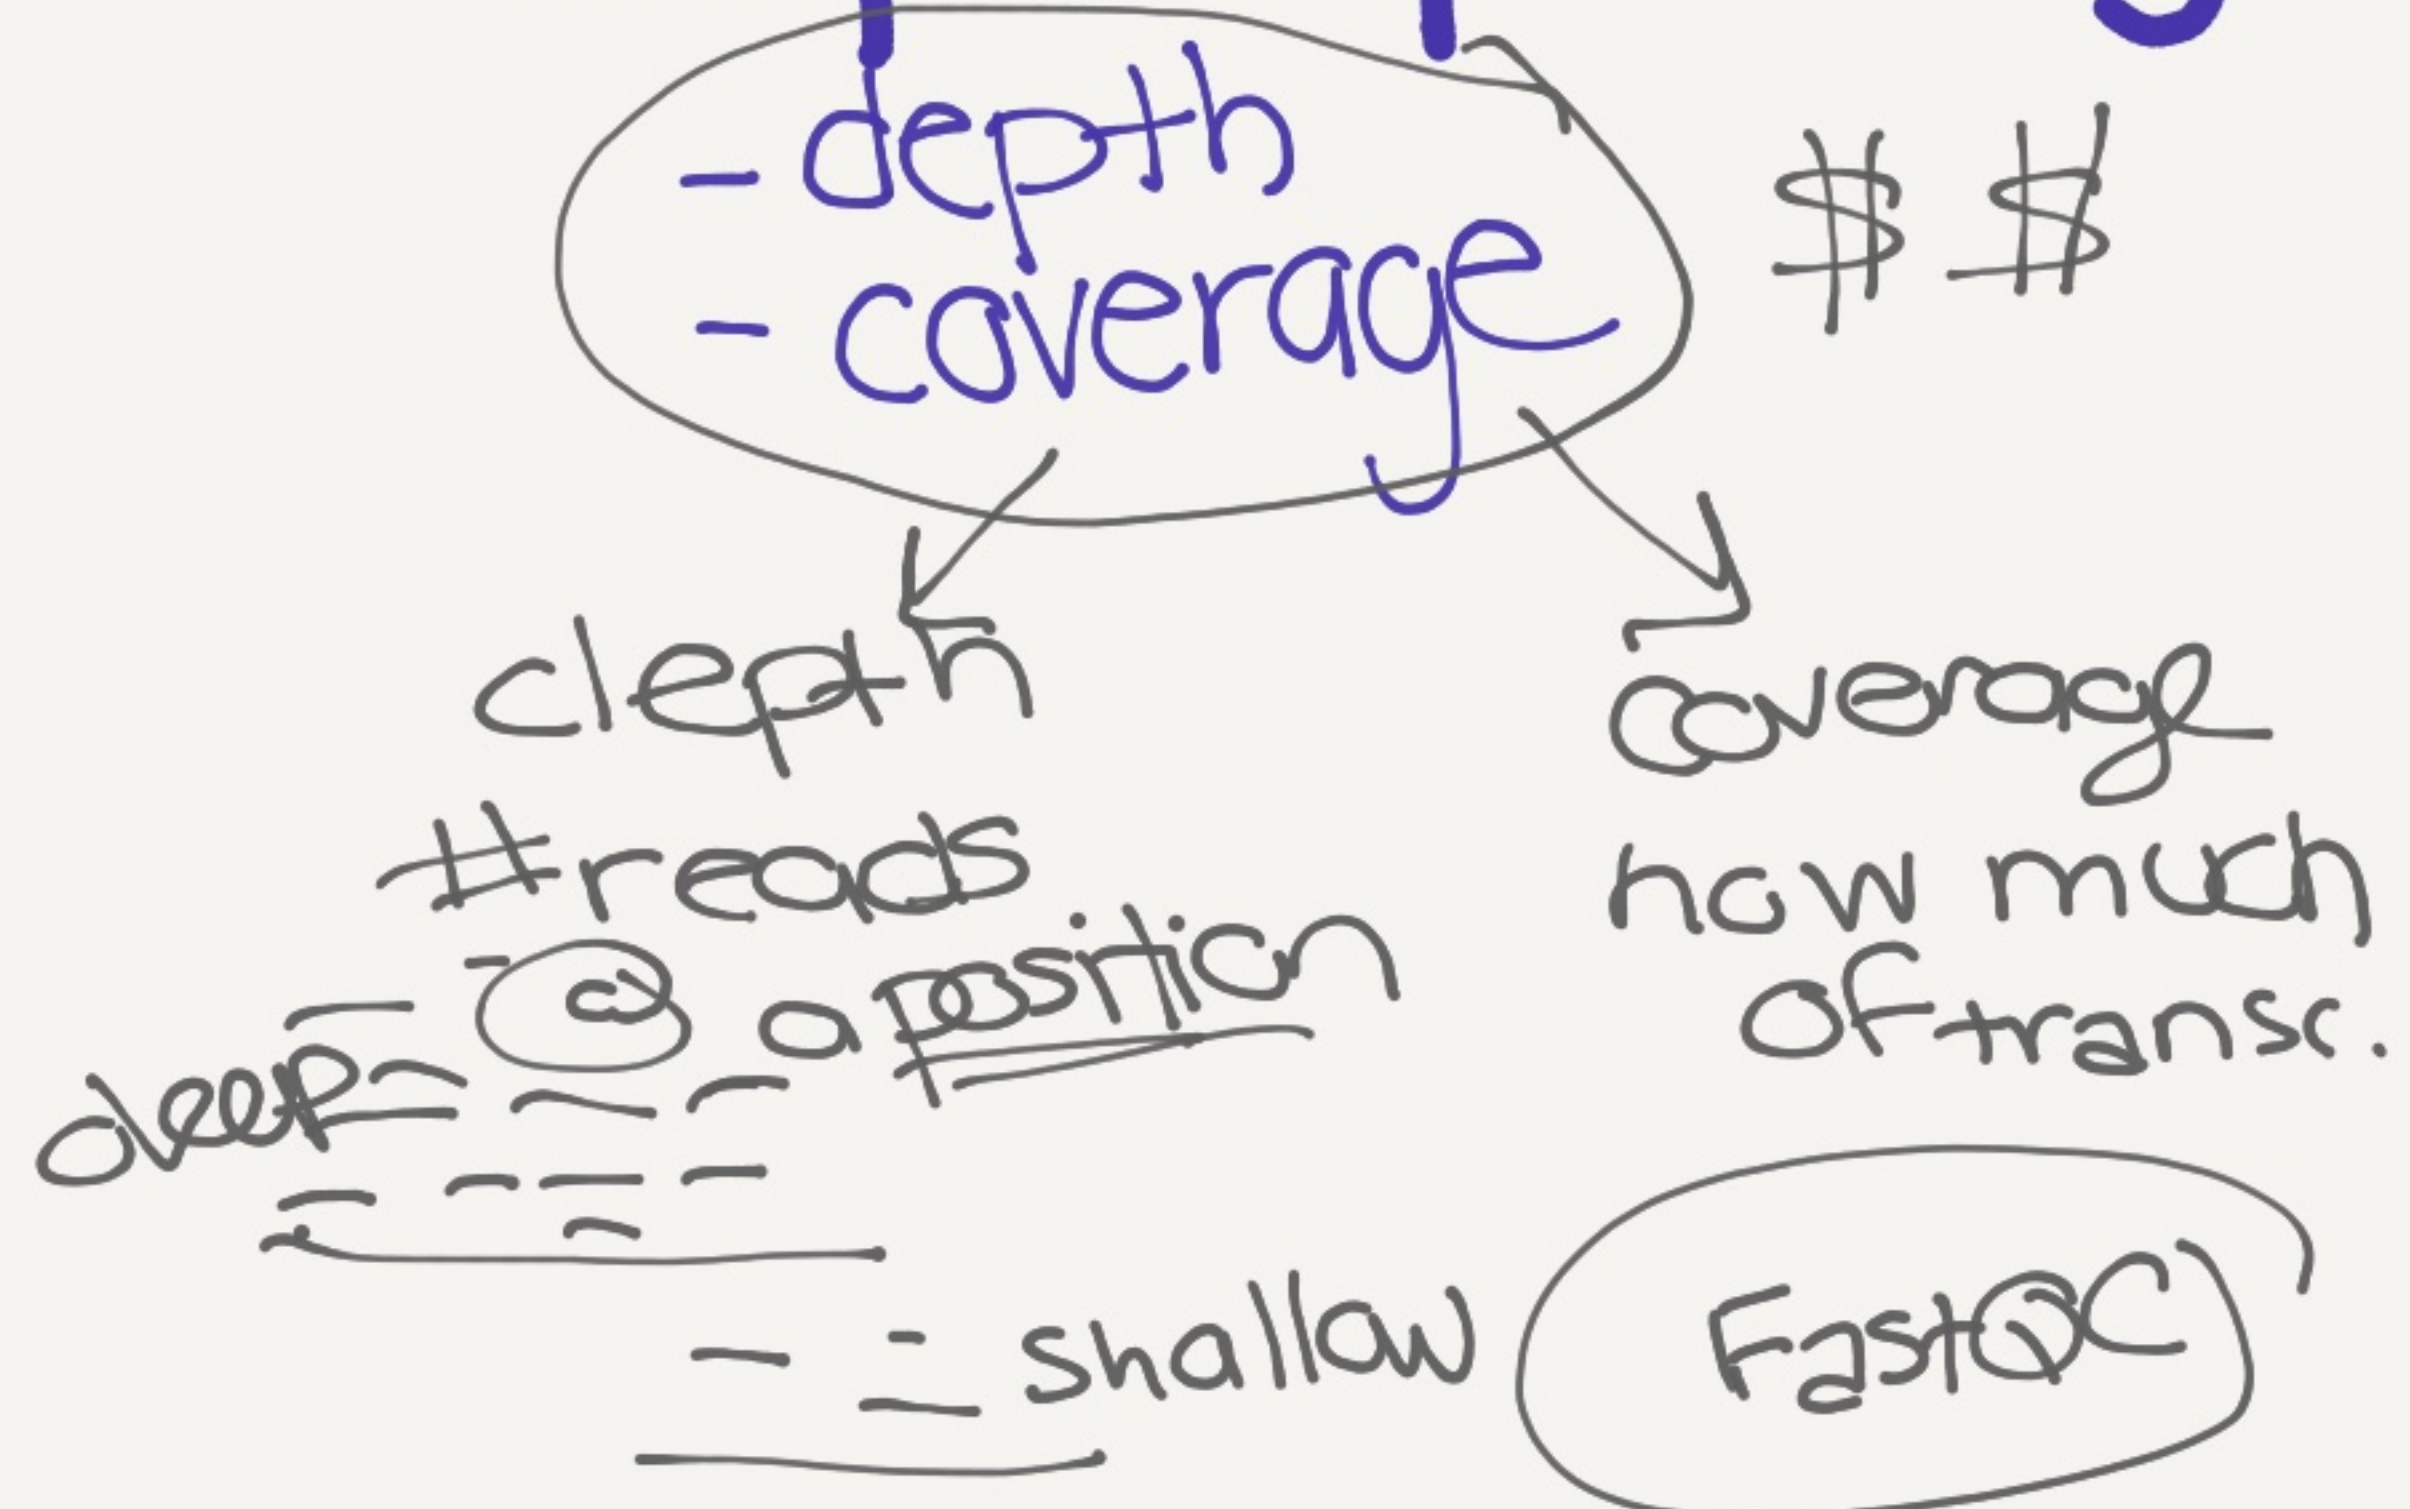 - depth
- coverage
$ $
depth
# reads
@ a position
deep
shallow
coverage
how much
of transc.
FastQC